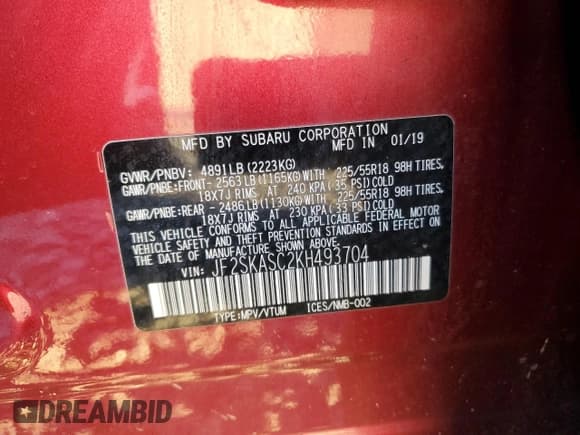 MFD BY SUBARU CORPORATION
MFD IN 01/19
GVWR/PNBV: 4891LB (2223KG)
GAWR/PNBE:FRONT- 2563LB(1165KG)WITH 225/55R18 98H TIRES,
18X7J RIMS AT 240 KPA(35 PSI)COLD
GAWR/PNBE:REAR -2486LB(1130KG)WITH 225/55R18 98H TIRES,
18X7J RIMS AT 230 KPA(33 PSI)COLD
THIS VEHICLE CONFORMS TO ALL APPLICABLE FEDERAL MOTOR
VEHICLE SAFETY AND THEFT PREVENTION STANDARDS IN EFFECT ON
THE DATE OF MANUFACTURE SHOWN ABOVE.
VIN: JF2SKASC2KH493704
TYPE:MPV/VTUM ICES/NMB-002
DREAMBID